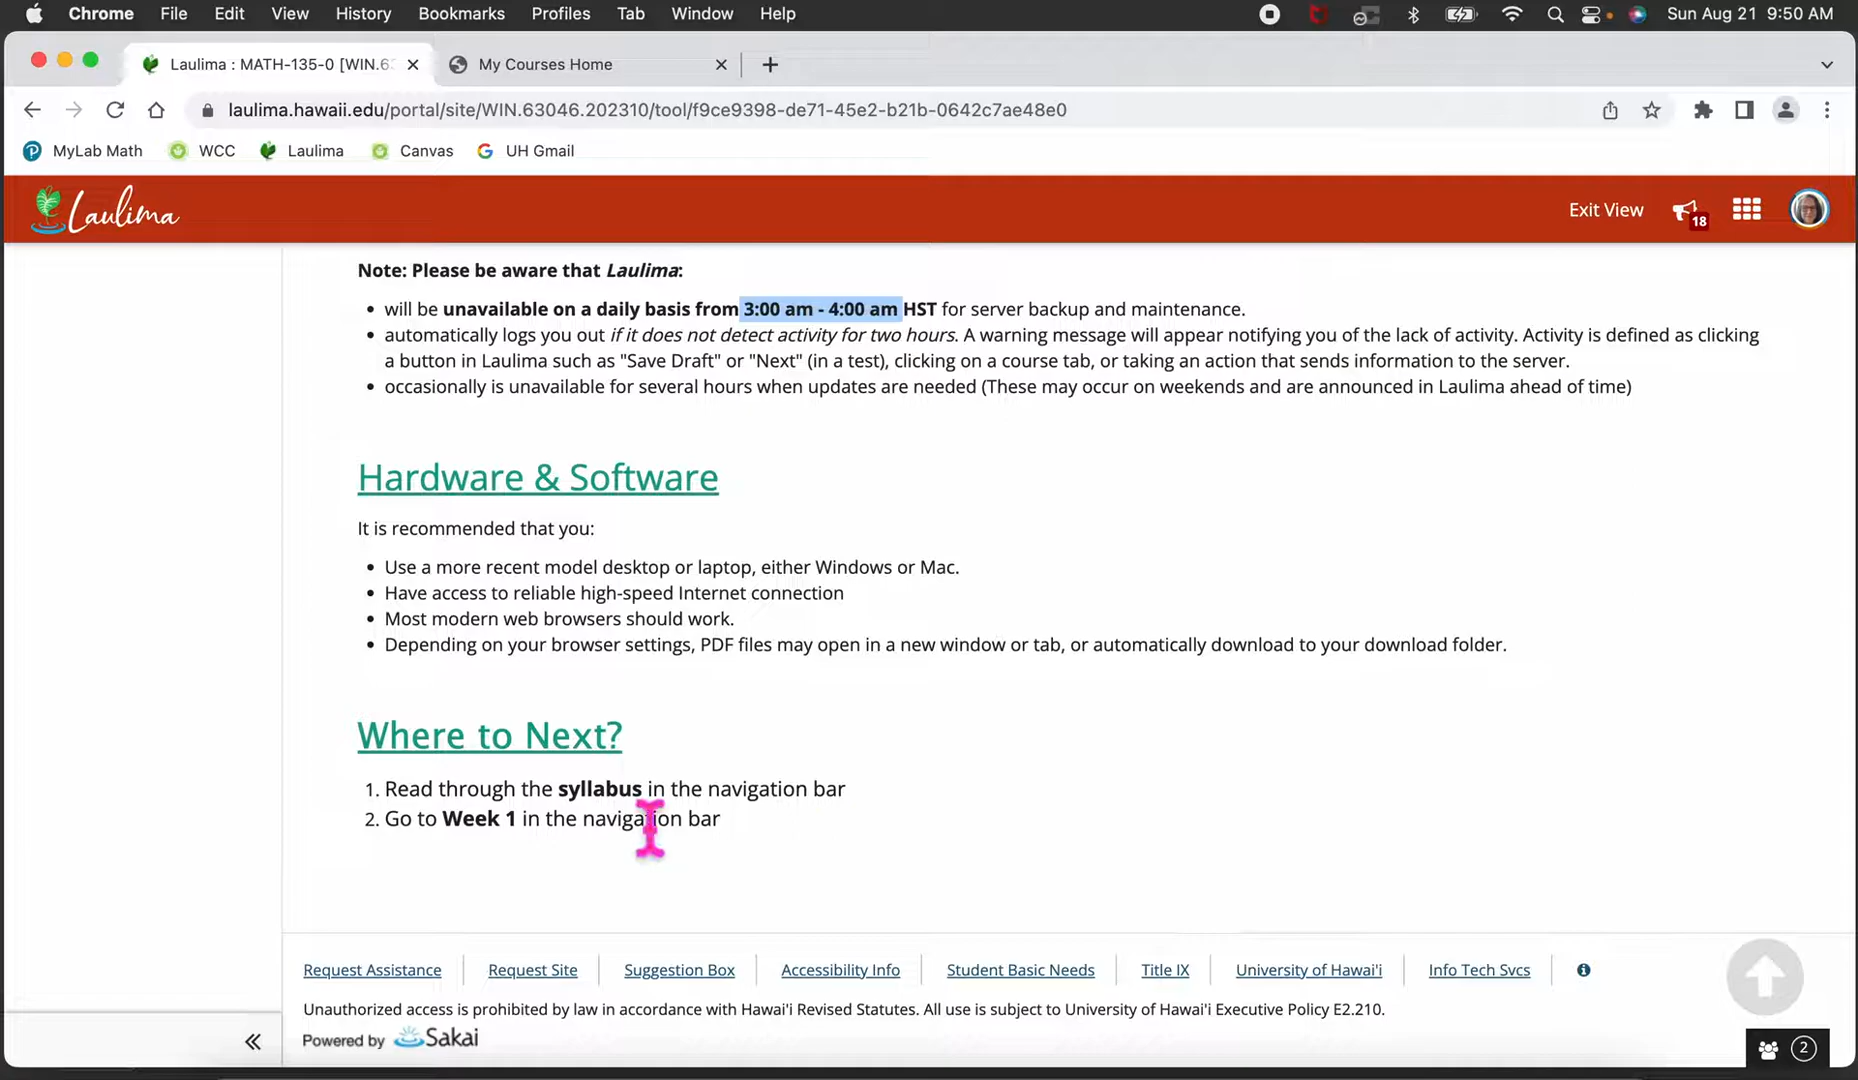 Chrome File Edit View History Bookmarks Profiles Tab Window Help Sun Aug 21 9:50 AM
Laulima : MATH-135-0 [WIN.63 My Courses Home
laulima.hawaii.edu/portal/site/WIN.63046.202310/tool/f9ce9398-de71-45e2-b21b-0642c7ae48e0
MyLab Math WCC Laulima Canvas UH Gmail
Laulima Exit View 18
Note: Please be aware that Laulima:
• will be unavailable on a daily basis from 3:00 am - 4:00 am HST for server backup and maintenance.
• automatically logs you out if it does not detect activity for two hours. A warning message will appear notifying you of the lack of activity. Activity is defined as clicking
a button in Laulima such as "Save Draft" or "Next" (in a test), clicking on a course tab, or taking an action that sends information to the server.
• occasionally is unavailable for several hours when updates are needed (These may occur on weekends and are announced in Laulima ahead of time)
Hardware & Software
It is recommended that you:
• Use a more recent model desktop or laptop, either Windows or Mac.
• Have access to reliable high-speed Internet connection
• Most modern web browsers should work.
• Depending on your browser settings, PDF files may open in a new window or tab, or automatically download to your download folder.
Where to Next?
1. Read through the syllabus in the navigation bar
2. Go to Week 1 in the navigation bar
Request Assistance Request Site Suggestion Box Accessibility Info Student Basic Needs Title IX University of Hawai'i Info Tech Svcs
Unauthorized access is prohibited by law in accordance with Hawai'i Revised Statutes. All use is subject to University of Hawai'i Executive Policy E2.210.
Powered by Sakai
2